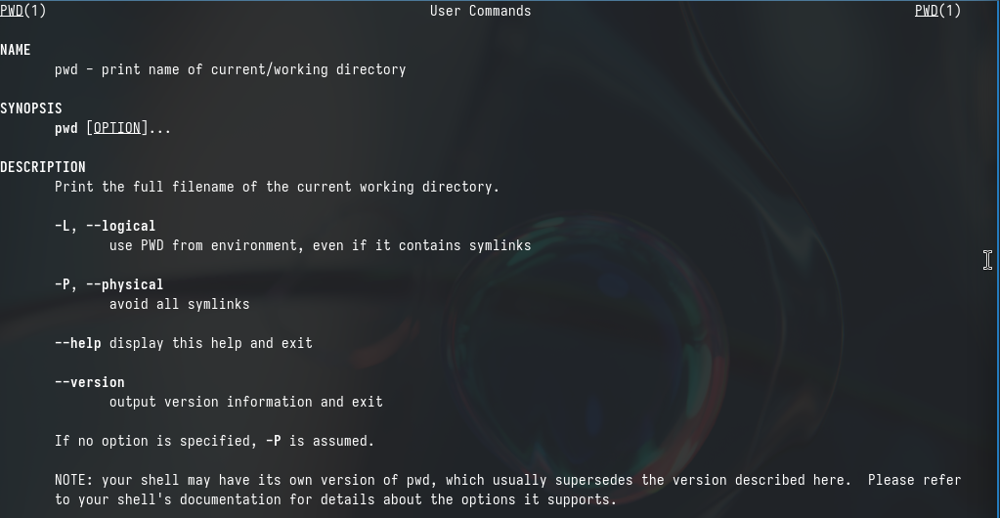 PWD(1) User Commands PWD(1)
NAME
pwd - print name of current/working directory
SYNOPSIS
pwd [OPTION]...
DESCRIPTION
Print the full filename of the current working directory.
-L, --logical
use PWD from environment, even if it contains symlinks
-P, --physical
avoid all symlinks
--help display this help and exit
--version
output version information and exit
If no option is specified, -P is assumed.
NOTE: your shell may have its own version of pwd, which usually supersedes the version described here.  Please refer
to your shell's documentation for details about the options it supports.